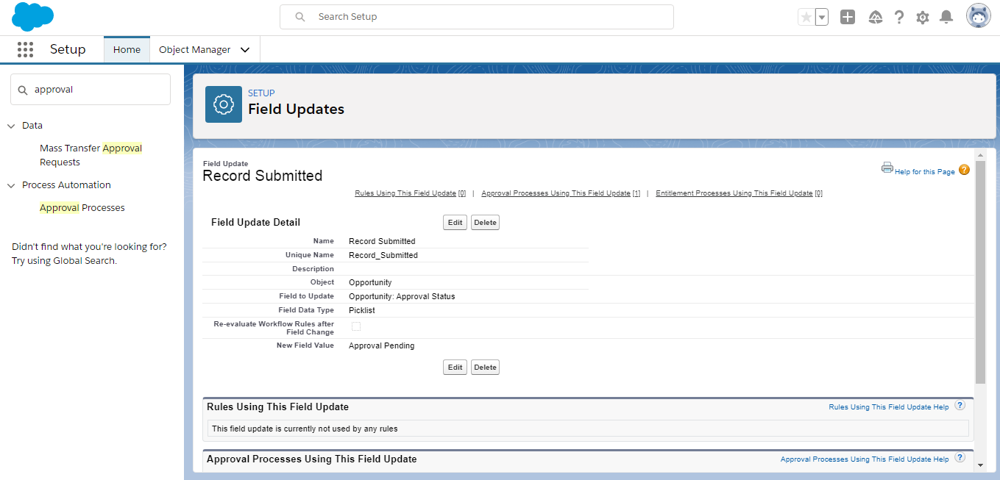 Search Setup
Setup
Home
Object Manager
approval
Data
Mass Transfer Approval
Requests
Process Automation
Approval Processes
Didn't find what you're looking for?
Try using Global Search.
SETUP
Field Updates
Field Update
Record Submitted
Help for this Page ?
Rules Using This Field Update [0] | Approval Processes Using This Field Update [1] | Entitlement Processes Using This Field Update [0]
Field Update Detail
Edit Delete
Name Record Submitted
Unique Name Record_Submitted
Description
Object Opportunity
Field to Update Opportunity: Approval Status
Field Data Type Picklist
Re-evaluate Workflow Rules after
Field Change
New Field Value Approval Pending
Edit Delete
Rules Using This Field Update
Rules Using This Field Update Help ?
This field update is currently not used by any rules
Approval Processes Using This Field Update
Approval Processes Using This Field Update Help ?